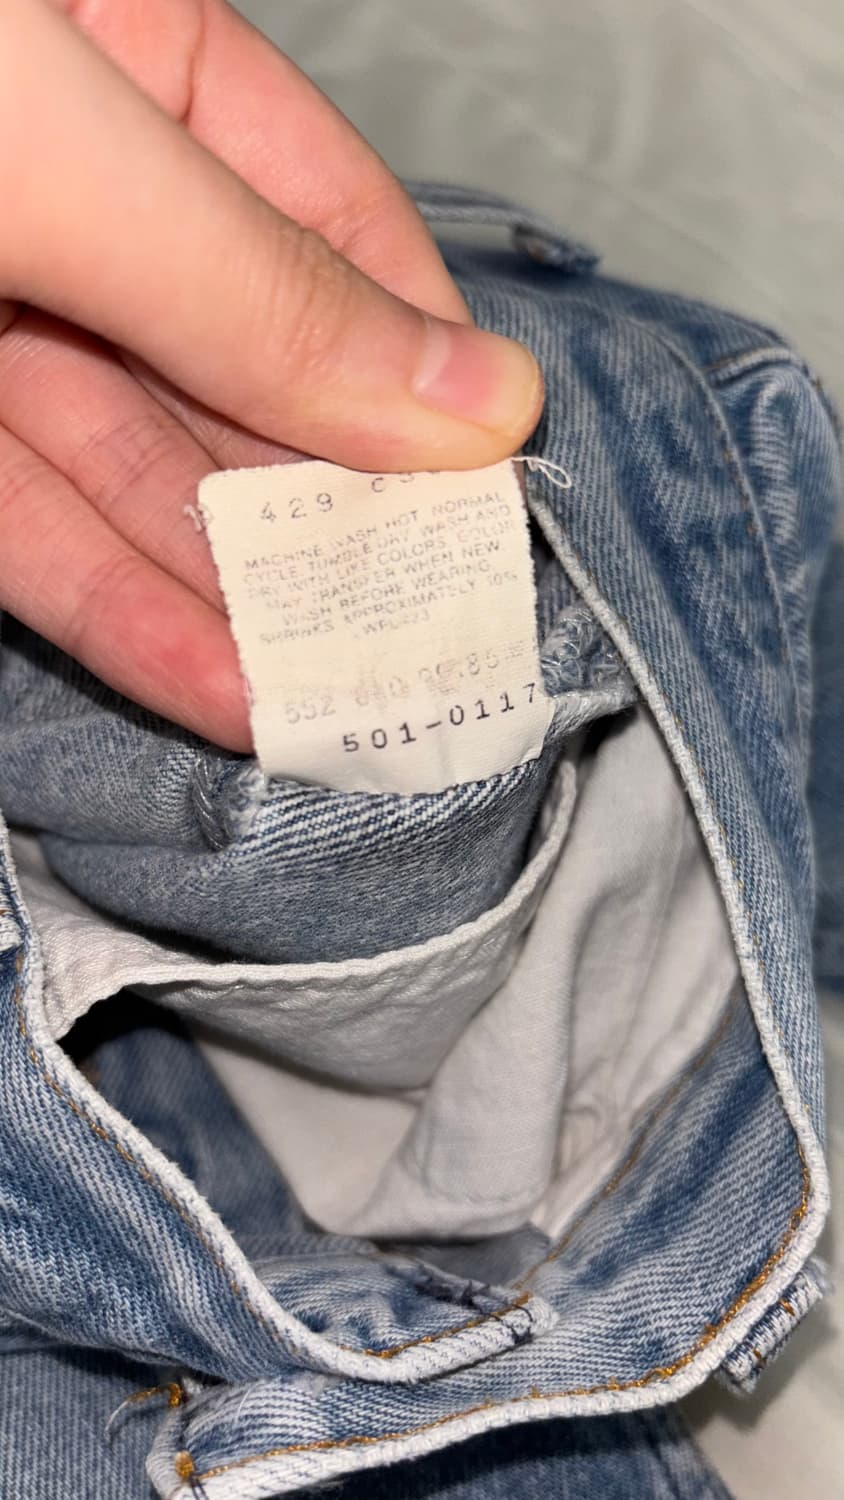 429
MACHINE WASH HOT NORMAL
CYCLE TUMBLE DRY WASH AND
DRY WITH LIKE COLORS COLOR
MAY TRANSFER WHEN NEW.
WASH BEFORE WEARING.
SHRINKS APPROXIMATELY 10%
552
501-0117